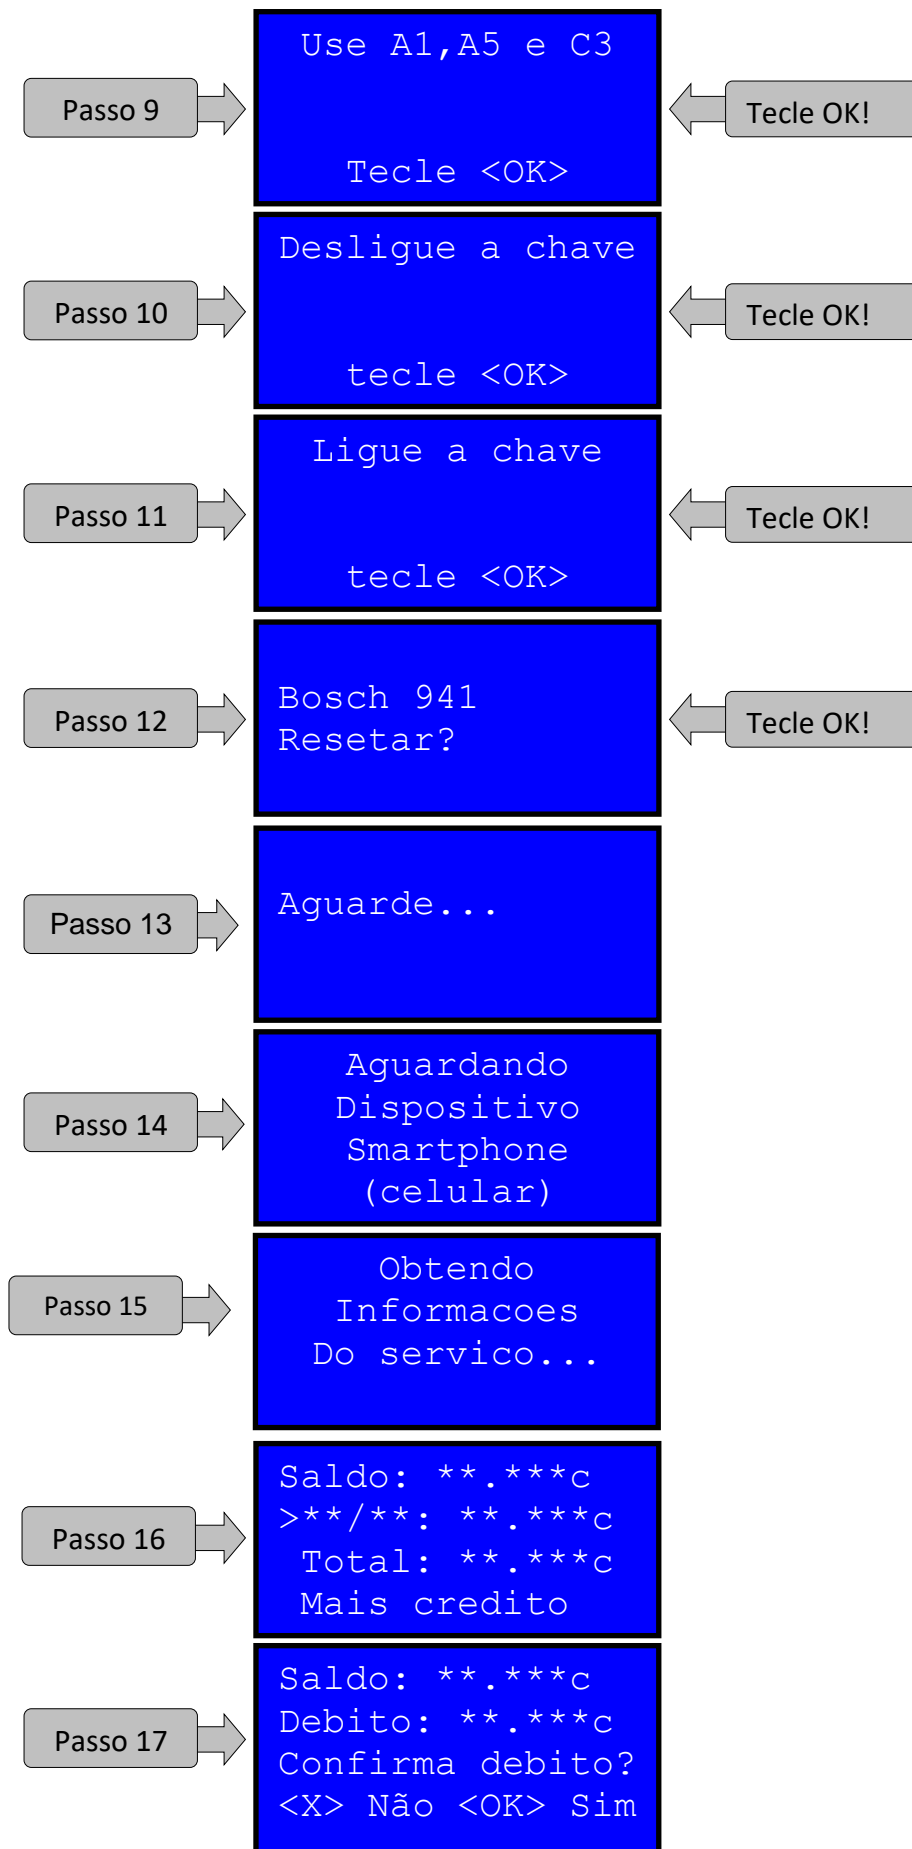 Passo 9
Use A1,A5 e C3
Tecle <OK>
Tecle OK!
Passo 10
Desligue a chave
tecle <OK>
Tecle OK!
Passo 11
Ligue a chave
tecle <OK>
Tecle OK!
Passo 12
Bosch 941
Resetar?
Tecle OK!
Passo 13
Aguarde...
Passo 14
Aguardando
Dispositivo
Smartphone
(celular)
Passo 15
Obtendo
Informacoes
Do servico...
Passo 16
Saldo: **.***c
>**/**: **.***c
Total: **.***c
Mais credito
Passo 17
Saldo: **.***c
Debito: **.***c
Confirma debito?
<X> Não <OK> Sim